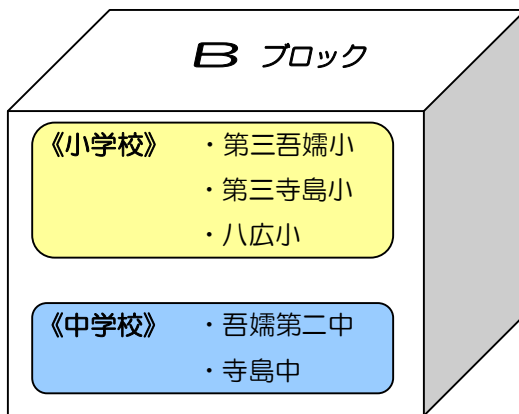 B ブロック
《小学校》 ・第三吾嬬小
・第三寺島小
・八広小
《中学校》 ・吾嬬第二中
・寺島中